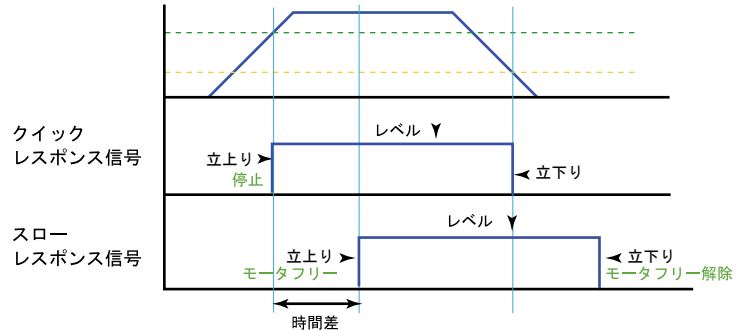 クイック
レスポンス信号
レベル
立上り
停止
立下り
スロー
レスポンス信号
レベル
立上り
モータフリー
立下り
モータフリー解除
時間差